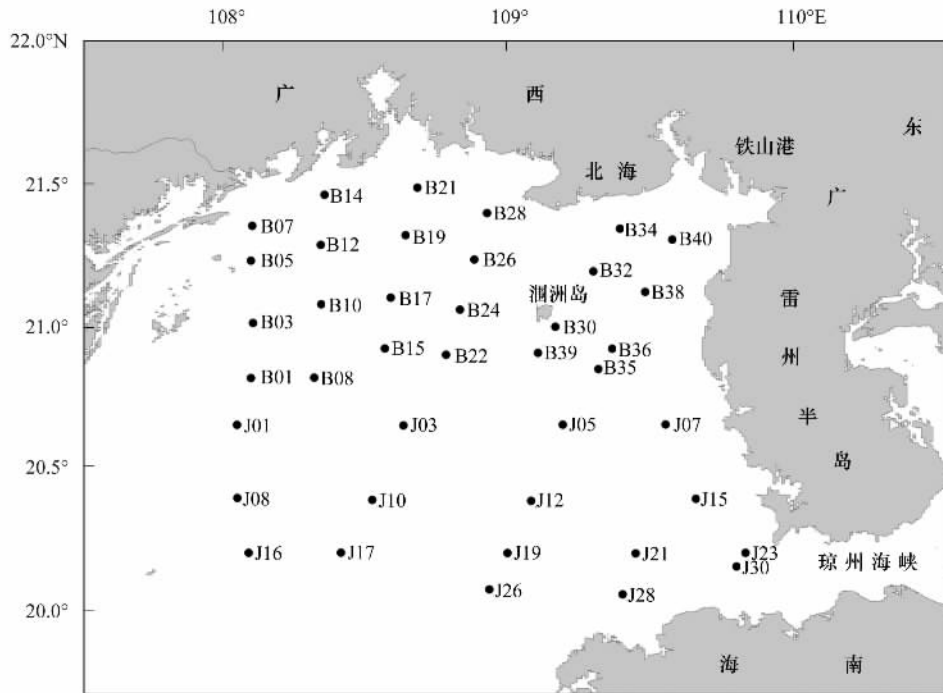 108° 109° 110°E
22.0°N
广 西 东
铁山港
北 海
21.5° B14 B21
广
B28
B07 B34
B12 B19 B40
B05 B26
B32
涠洲岛 B38
雷
B10 B17
B24
21.0° B03 B30
州
B15 B22 B39 B36
B35
B01 B08
半
J01 J03 J05 J07
岛
20.5°
J08 J10 J12 J15
J16 J17 J19 J21 J23
J30 琼州海峡
J26 J28
20.0°
海 南